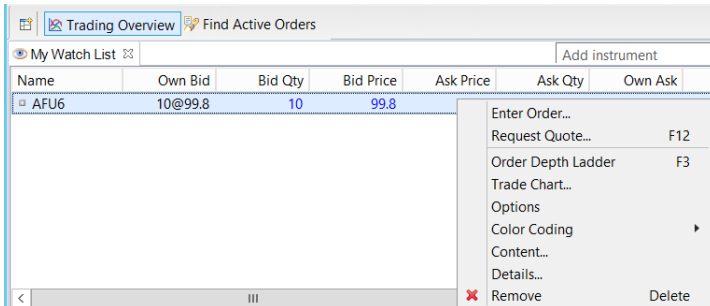 Trading Overview Find Active Orders
My Watch List Add instrument
Name Own Bid Bid Qty Bid Price Ask Price Ask Qty Own Ask
AFU6 10@99.8 10 99.8
Enter Order...
Request Quote... F12
Order Depth Ladder F3
Trade Chart...
Options
Color Coding
Content...
Details...
Remove Delete